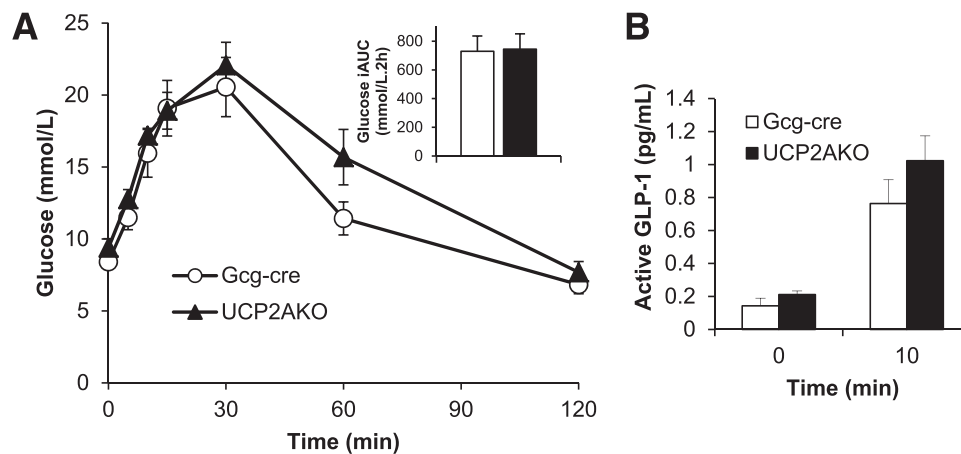 A
Glucose (mmol/L)
25
20
15
10
5
0
0 30 60 90 120
Time (min)
Gcg-cre
UCP2AKO
Glucose iAUC
(mmol/L.2h)
800
600
400
200
0
B
Active GLP-1 (pg/mL)
1.4
1.2
1
0.8
0.6
0.4
0.2
0
Gcg-cre
UCP2AKO
0 10
Time (min)